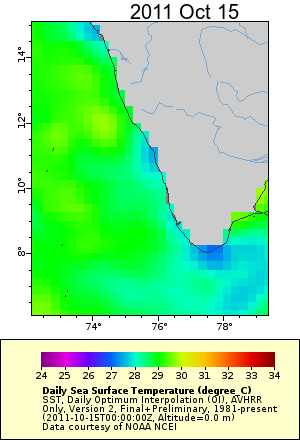 2011 Oct 15
14°
12°
10°
8°
74°
76°
78°
24 25 26 27 28 29 30 31 32 33 34
Daily Sea Surface Temperature (degree_C)
SST, Daily Optimum Interpolation (OI), AVHRR
Only, Version 2, Final+Preliminary, 1981-present
(2011-10-15T00:00:00Z, Altitude=0.0 m)
Data courtesy of NOAA NCEI